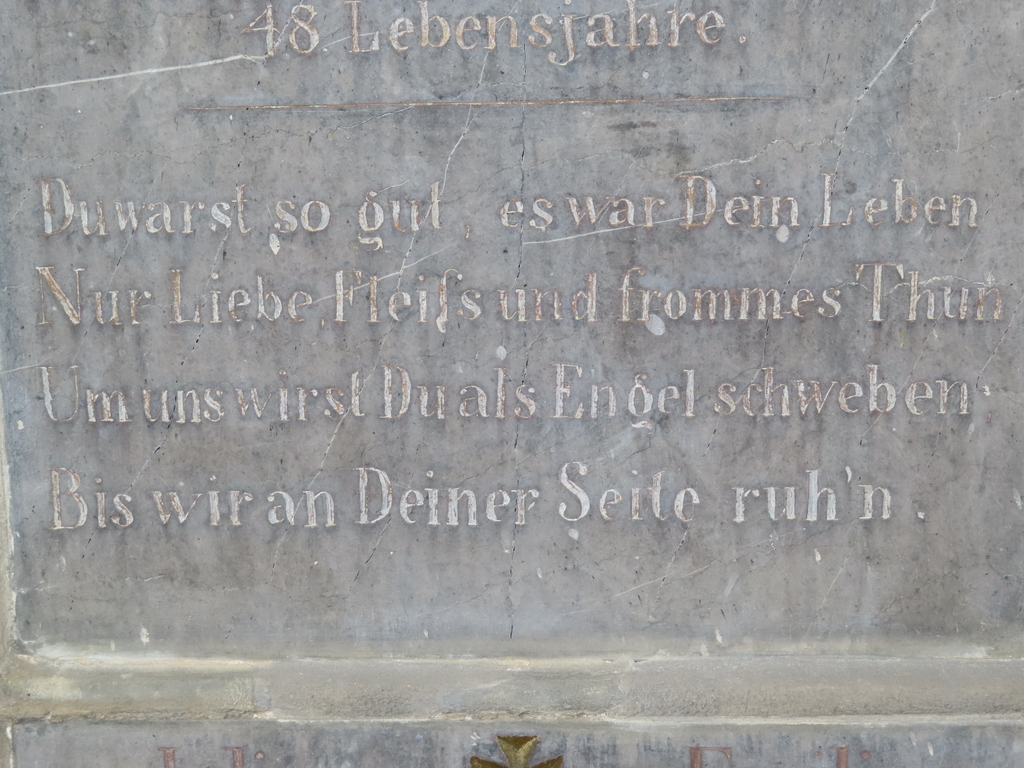 48. Lebensjahre.
Du warst so gut, es war Dein Leben
Nur Liebe, Fleiſs und frommes Thun
Um uns wirst Du als Engel schweben.
Bis wir an Deiner Seite ruh'n.